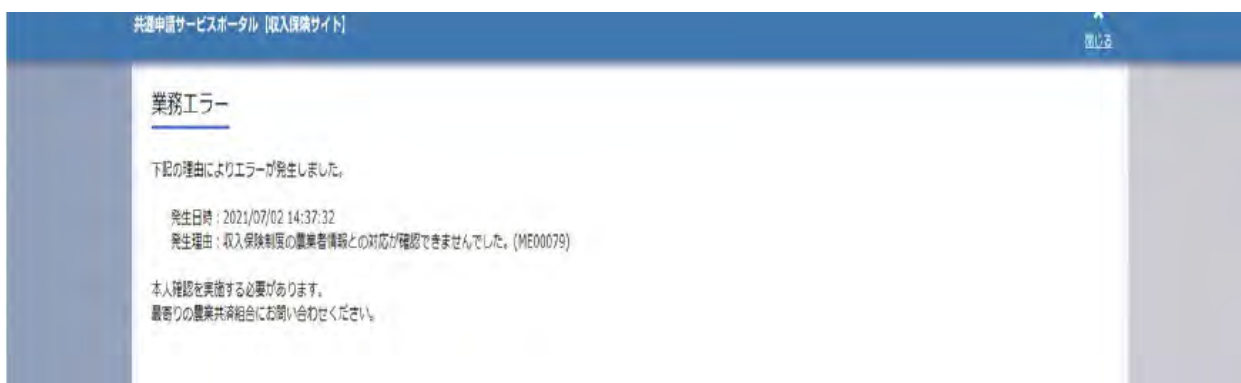 共通申請サービスポータル【収入保険サイト】
閉じる
業務エラー
下記の理由によりエラーが発生しました。
発生日時：2021/07/02 14:37:32
発生理由：収入保険制度の農業者情報との対応が確認できませんでした。(ME00079)
本人確認を実施する必要があります。
最寄りの農業共済組合にお問い合わせください。